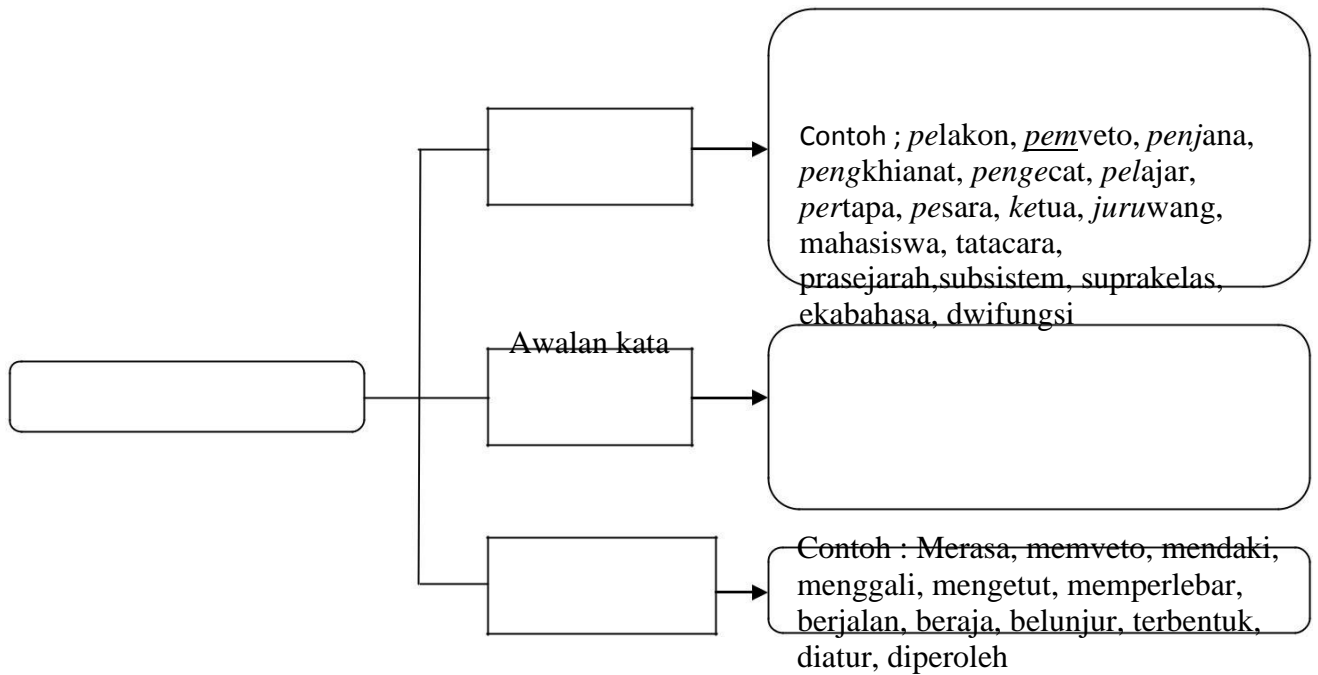 Contoh ; pelakon, pemveto, penjana,
pengkhianat, pengecat, pelajar,
pertapa, pesara, ketua, juruwang,
mahasiswa, tatacara,
prasejarah,subsistem, suprakelas,
ekabahasa, dwifungsi
Awalan kata
Contoh : Merasa, memveto, mendaki,
menggali, mengetut, memperlebar,
berjalan, beraja, belunjur, terbentuk,
diatur, diperoleh